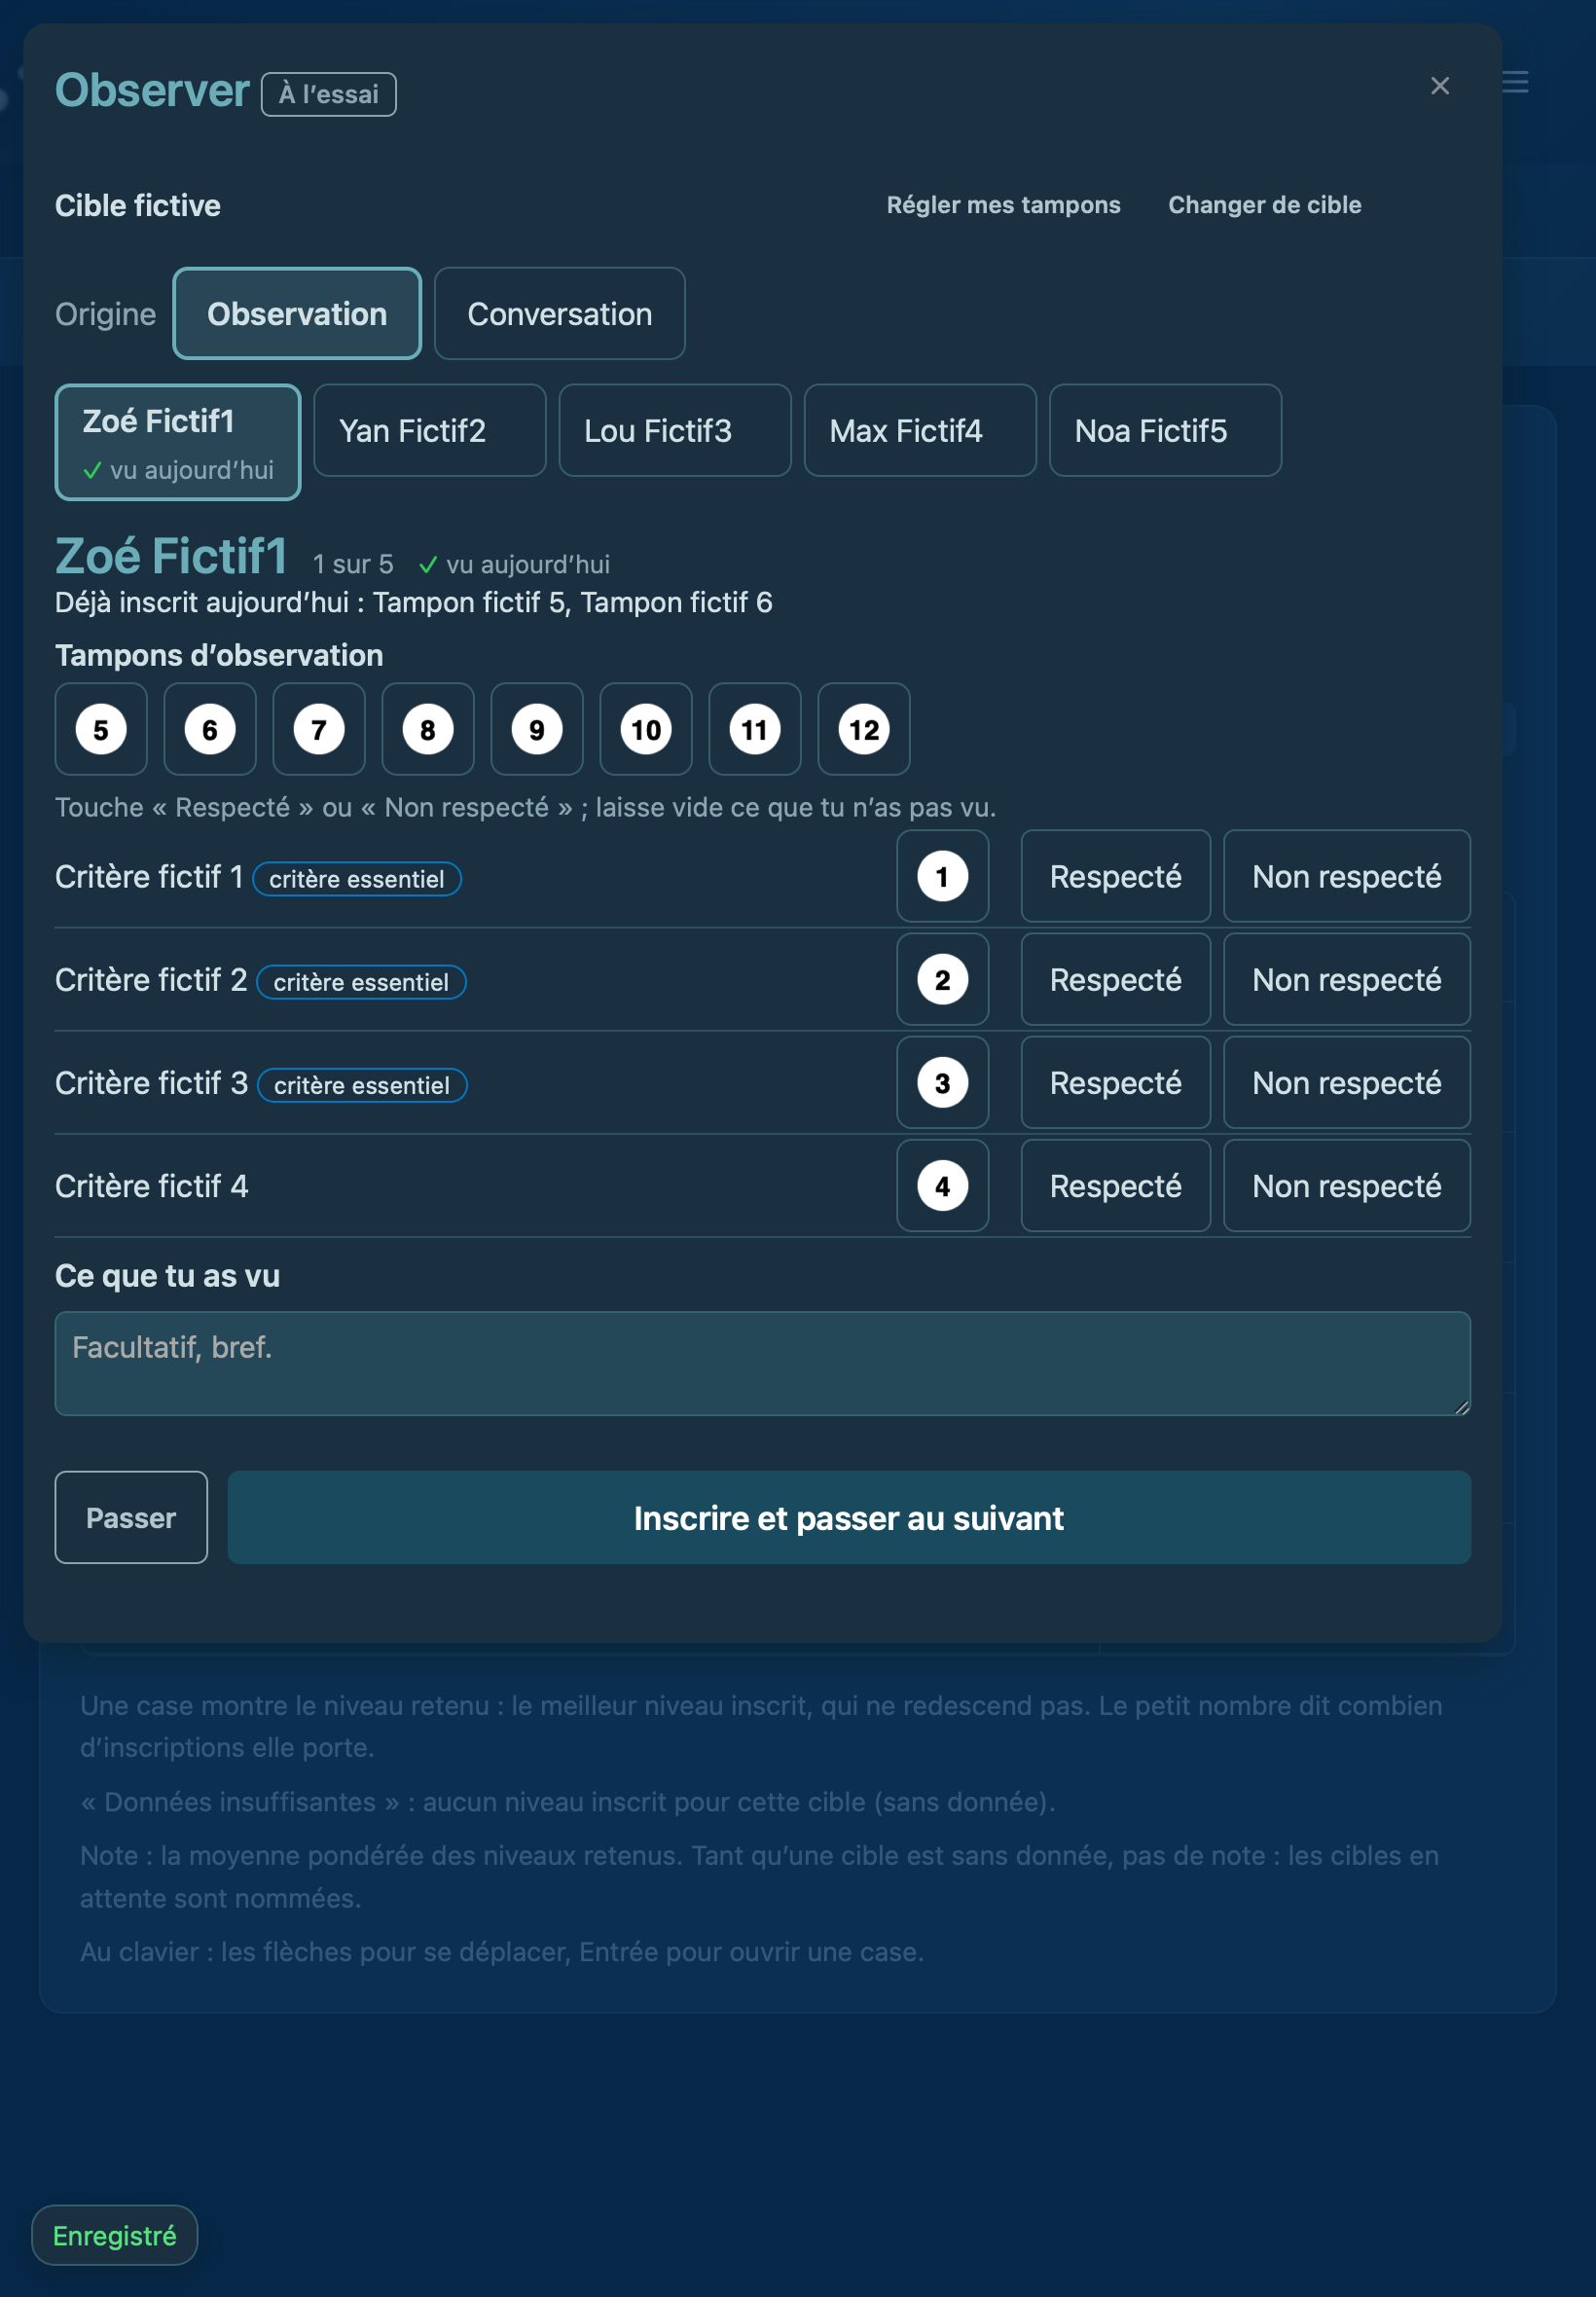 Observer À l’essai ×
Cible fictive Régler mes tampons Changer de cible
Origine Observation Conversation
Zoé Fictif1 Yan Fictif2 Lou Fictif3 Max Fictif4 Noa Fictif5
✓ vu aujourd’hui
Zoé Fictif1 1 sur 5 ✓ vu aujourd’hui
Déjà inscrit aujourd’hui : Tampon fictif 5, Tampon fictif 6
Tampons d’observation
5 6 7 8 9 10 11 12
Touche « Respecté » ou « Non respecté » ; laisse vide ce que tu n’as pas vu.
Critère fictif 1 critère essentiel 1 Respecté Non respecté
Critère fictif 2 critère essentiel 2 Respecté Non respecté
Critère fictif 3 critère essentiel 3 Respecté Non respecté
Critère fictif 4 4 Respecté Non respecté
Ce que tu as vu
Facultatif, bref.
Passer Inscrire et passer au suivant
Une case montre le niveau retenu : le meilleur niveau inscrit, qui ne redescend pas. Le petit nombre dit combien
d’inscriptions elle porte.
« Données insuffisantes » : aucun niveau inscrit pour cette cible (sans donnée).
Note : la moyenne pondérée des niveaux retenus. Tant qu’une cible est sans donnée, pas de note : les cibles en
attente sont nommées.
Au clavier : les flèches pour se déplacer, Entrée pour ouvrir une case.
Enregistré